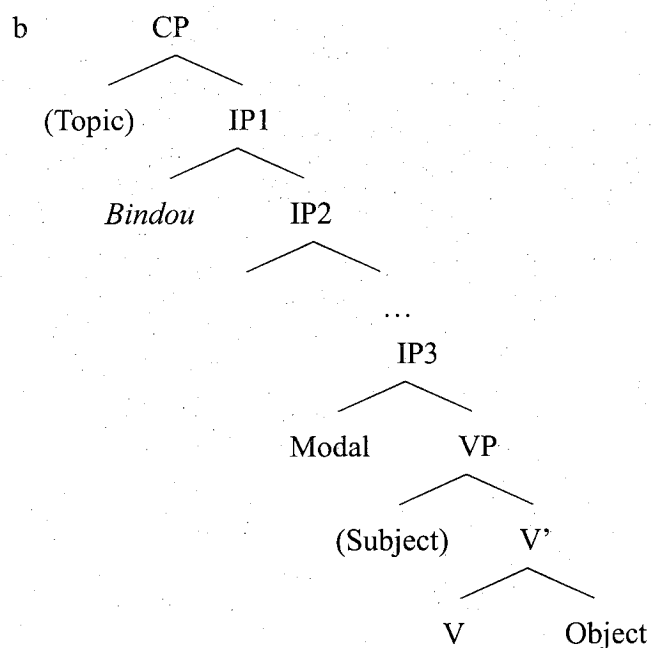 b CP
(Topic) IP1
Bindou IP2
…
IP3
Modal VP
(Subject) V’
V Object